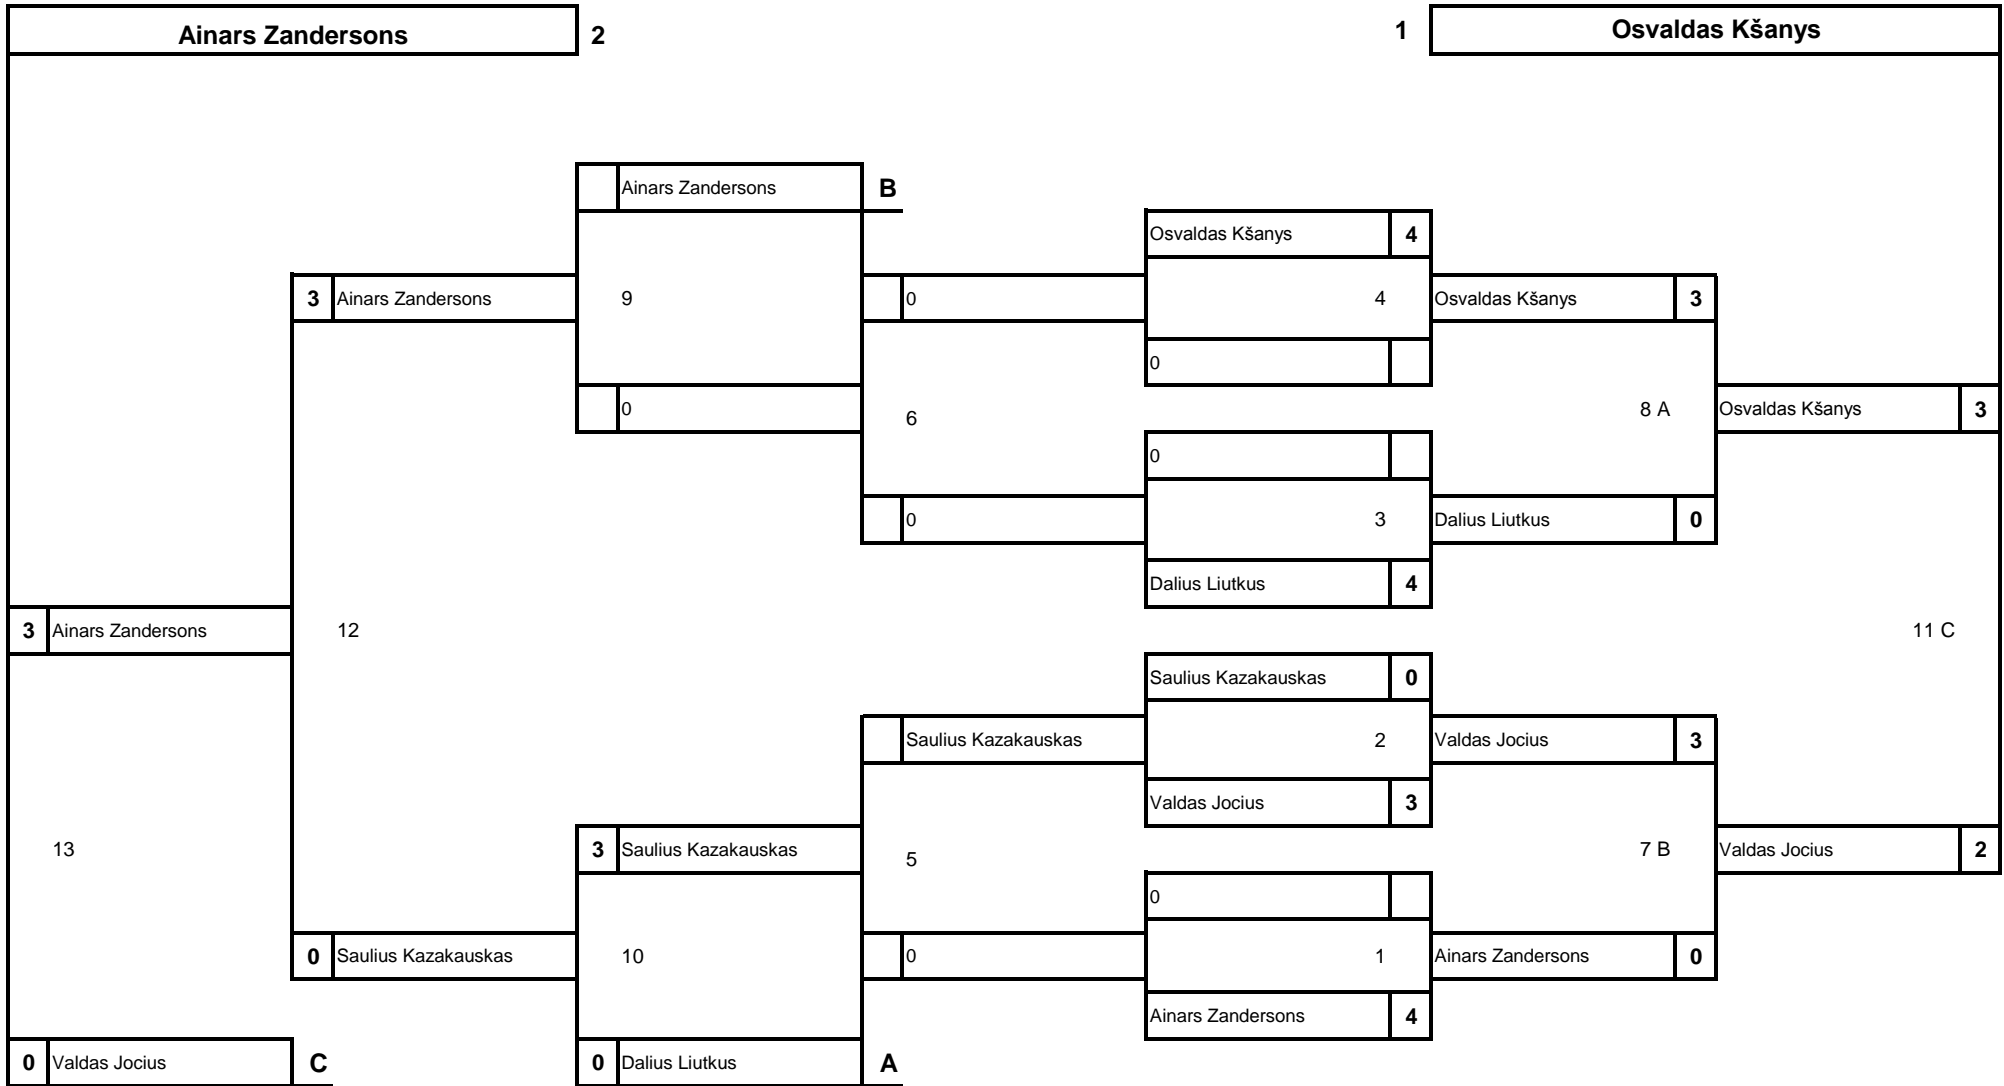 Ainars Zandersons 2 1 Osvaldas Kšanys
Ainars Zandersons B
Osvaldas Kšanys 4
3 Ainars Zandersons 9 0 4 Osvaldas Kšanys 3
0
0 6 8 A Osvaldas Kšanys 3
0
0 3 Dalius Liutkus 0
Dalius Liutkus 4
3 Ainars Zandersons 12 11 C
Saulius Kazakauskas 0
Saulius Kazakauskas 2 Valdas Jocius 3
Valdas Jocius 3
13 3 Saulius Kazakauskas 5 7 B Valdas Jocius 2
0
0 Saulius Kazakauskas 10 0 1 Ainars Zandersons 0
Ainars Zandersons 4
0 Valdas Jocius C 0 Dalius Liutkus A